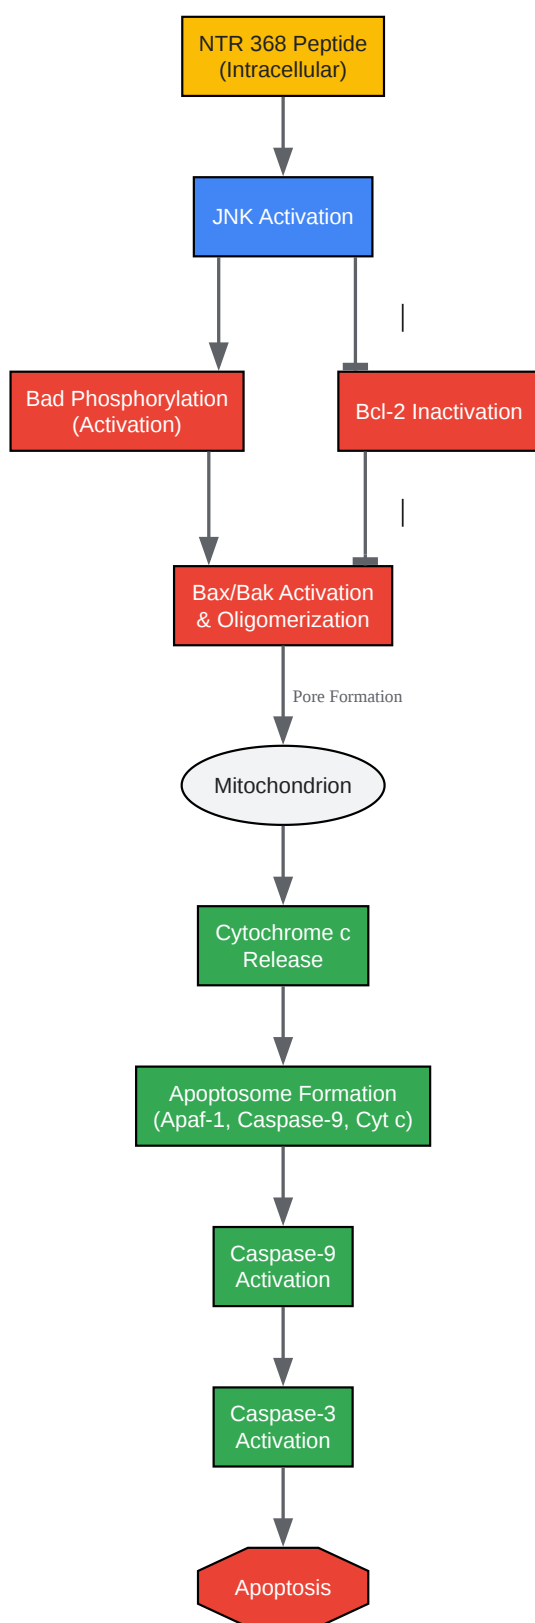 NTR 368 Peptide
(Intracellular)
JNK Activation
|
Bad Phosphorylation
(Activation)
Bcl-2 Inactivation
|
Bax/Bak Activation
& Oligomerization
Pore Formation
Mitochondrion
Cytochrome c
Release
Apoptosome Formation
(Apaf-1, Caspase-9, Cyt c)
Caspase-9
Activation
Caspase-3
Activation
Apoptosis